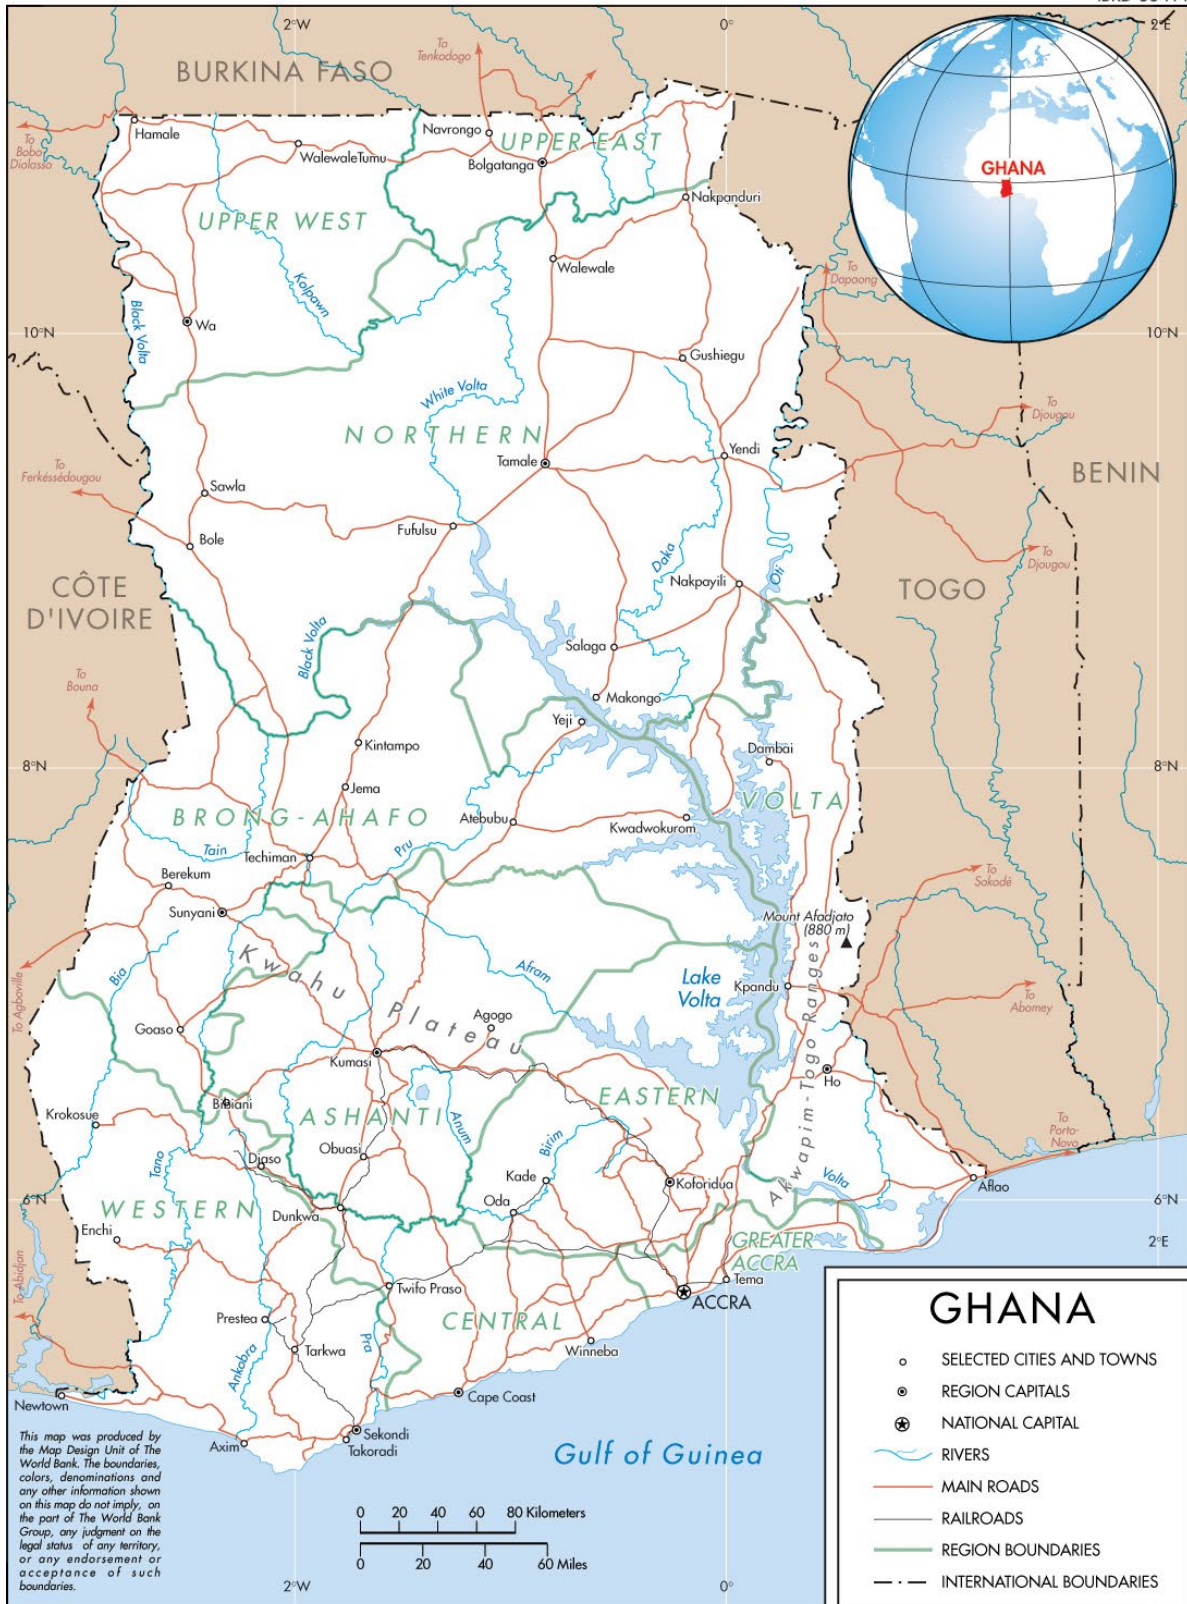 2°W
0°
2°E
BURKINA FASO
To
Tenkodogo
To
Bobo
Diolasso
Hamale
WalewaleTumu
Navrongo
UPPER EAST
Bolgatanga
Nakpanduri
GHANA
UPPER WEST
Walewale
To
Dapaong
Kolpawn
Black Volta
Wa
10°N
10°N
Gushiegu
White Volta
To
Djougou
NORTHERN
Tamale
Yendi
BENIN
To
Ferkéssédougou
Sawla
Fufulsu
Bole
Daka
Oti
To
Djougou
CÔTE
D'IVOIRE
Nakpayili
TOGO
Black Volta
Salaga
To
Bouna
Makongo
Yeji
Kintampo
Dambai
8°N
8°N
Jema
VOLTA
BRONG-AHAFO
Atebubu
Kwadwokurom
Tain
Techiman
Pru
Berekum
To
Sokodé
Sunyani
Mount Afadjato
(880 m)
Kwahu Plateau
Bia
Afram
Lake
Volta
Kpandu
To
Abomey
To Agboville
Agogo
Goaso
Akwapim-Togo Ranges
Kumasi
Ho
EASTERN
Bibiani
ASHANTI
Krokosue
Anum
Birim
To
Porto-
Novo
Obuasi
Tano
Diaso
Kade
Koforidua
Volta
Aflao
6°N
6°N
WESTERN
Oda
Dunkwa
Enchi
GREATER
ACCRA
2°E
To Abidjan
Tema
Twifo Praso
ACCRA
Prestea
CENTRAL
Pra
Winneba
Tarkwa
Ankobra
Newtown
Cape Coast
Sekondi
Takoradi
Axim
Gulf of Guinea
This map was produced by
the Map Design Unit of The
World Bank. The boundaries,
colors, denominations and
any other information shown
on this map do not imply, on
the part of The World Bank
Group, any judgment on the
legal status of any territory,
or any endorsement or
acceptance of such
boundaries.
0 20 40 60 80 Kilometers
0 20 40 60 Miles
2°W
0°
GHANA
SELECTED CITIES AND TOWNS
REGION CAPITALS
NATIONAL CAPITAL
RIVERS
MAIN ROADS
RAILROADS
REGION BOUNDARIES
INTERNATIONAL BOUNDARIES